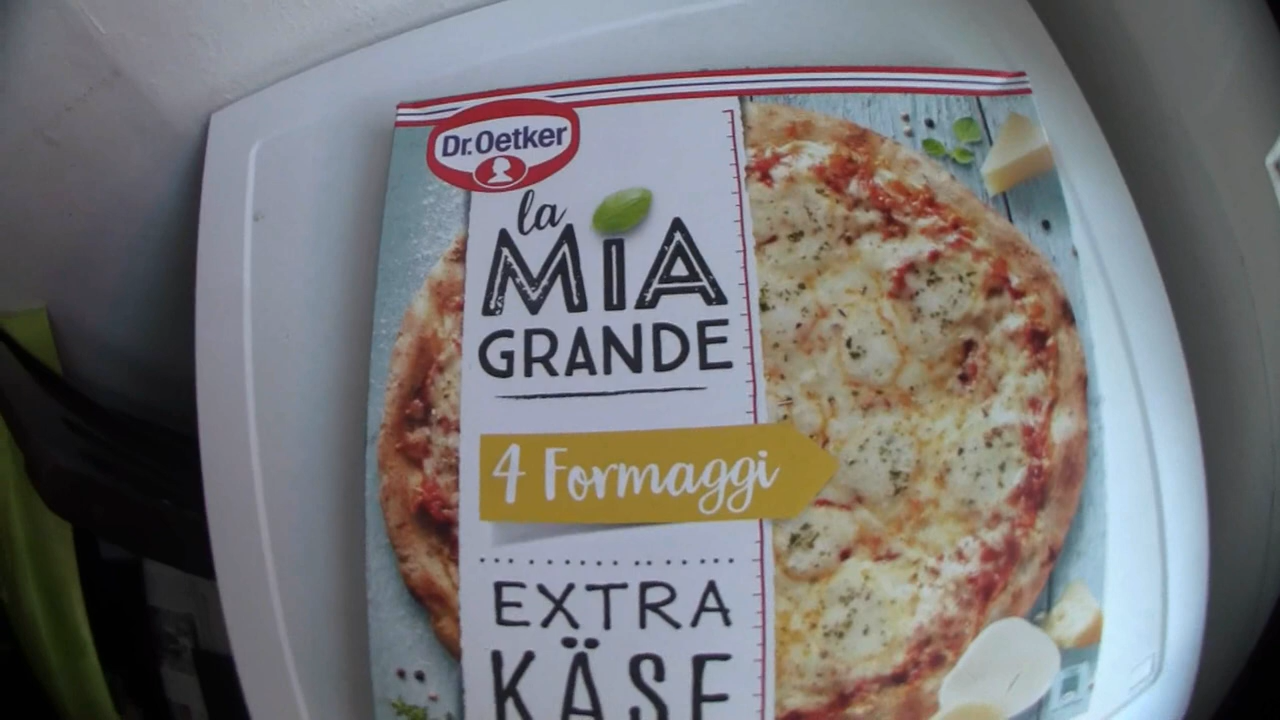 Dr. Oetker
la
MIA
GRANDE
4 Formaggi
EXTRA
KÄSE